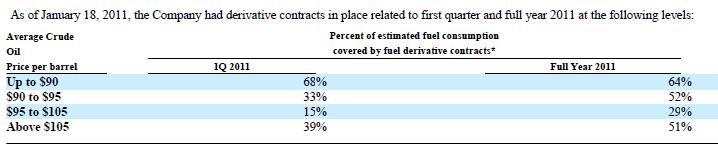 As of January 18, 2011, the Company had derivative contracts in place related to first quarter and full year 2011 at the following levels:
Average Crude Percent of estimated fuel consumption
Oil covered by fuel derivative contracts*
Price per barrel 1Q 2011 Full Year 2011
Up to $90 68% 64%
$90 to $95 33% 52%
$95 to $105 15% 29%
Above $105 39% 51%